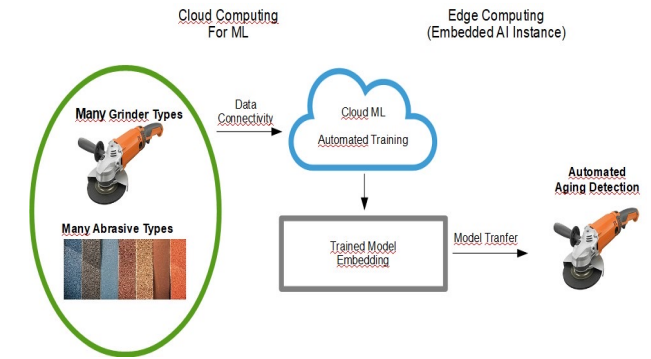 Cloud Computing
For ML
Edge Computing
(Embedded AI Instance)
Many Grinder Types
Data
Connectivity
Cloud ML
Automated Training
Automated
Aging Detection
Many Abrasive Types
Trained Model
Embedding
Model Tranfer